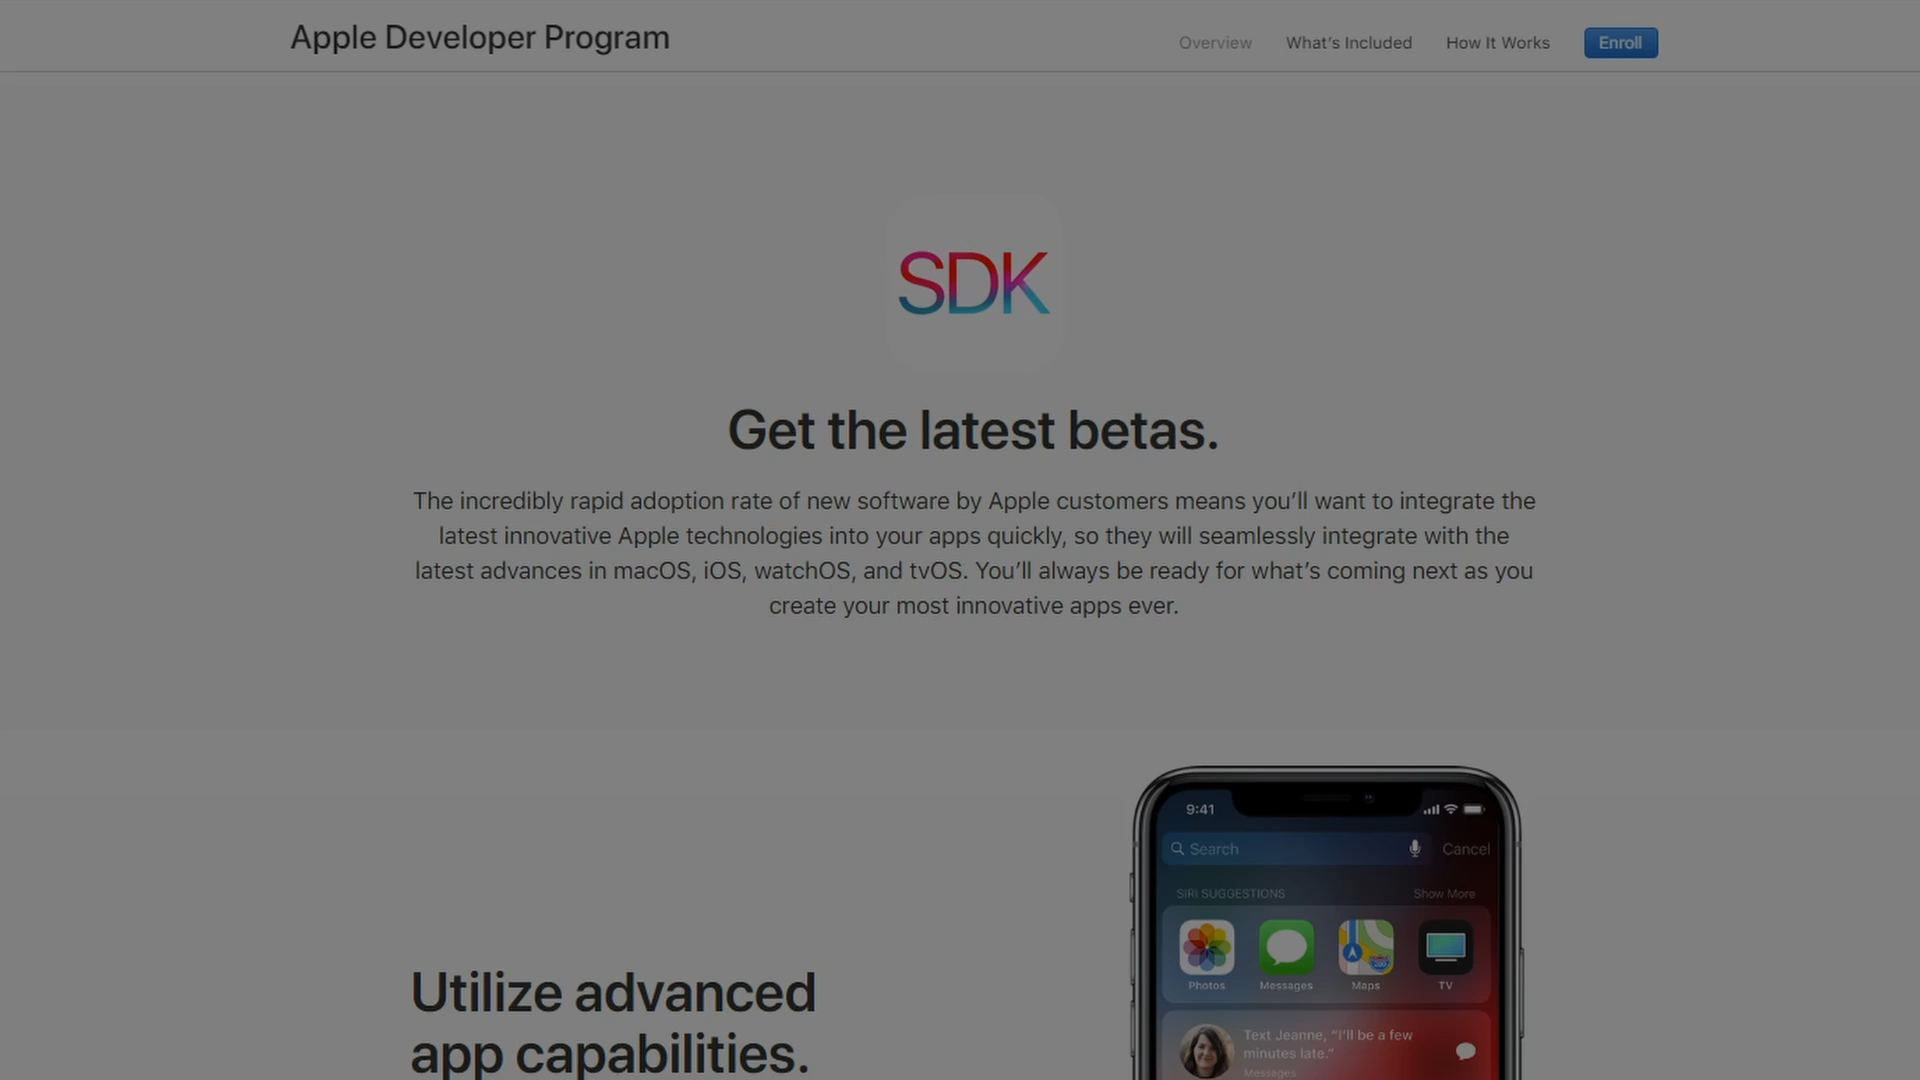 Apple Developer Program
Overview
What's Included
How It Works
Enroll
SDK
Get the latest betas.
The incredibly rapid adoption rate of new software by Apple customers means you’ll want to integrate the
latest innovative Apple technologies into your apps quickly, so they will seamlessly integrate with the
latest advances in macOS, iOS, watchOS, and tvOS. You’ll always be ready for what’s coming next as you
create your most innovative apps ever.
9:41
Search
Cancel
SIRI SUGGESTIONS
Show More
Photos
Messages
Maps
TV
Utilize advanced
app capabilities.
Text Jeanne, “I’ll be a few
minutes late.”
Messages